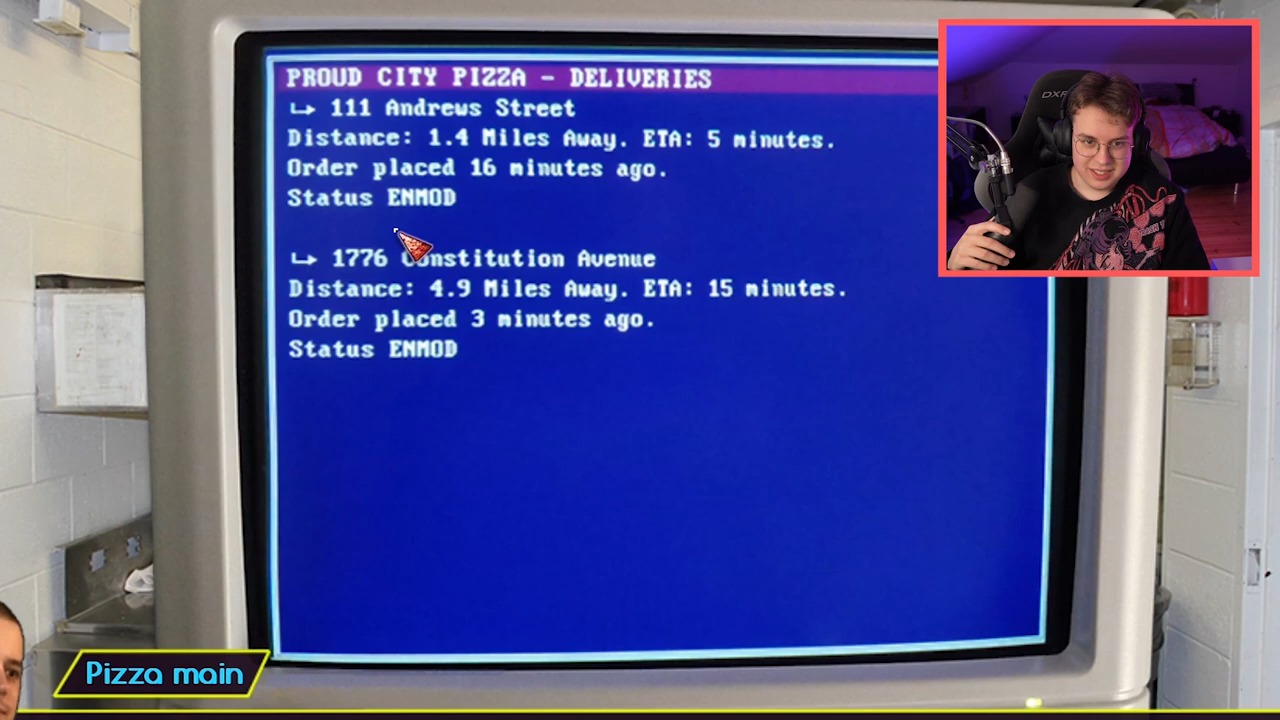 PROUD CITY PIZZA - DELIVERIES
↳ 111 Andrews Street
Distance: 1.4 Miles Away. ETA: 5 minutes.
Order placed 16 minutes ago.
Status ENMOD
↳ 1776 Constitution Avenue
Distance: 4.9 Miles Away. ETA: 15 minutes.
Order placed 3 minutes ago.
Status ENMOD
DXR
Pizza main